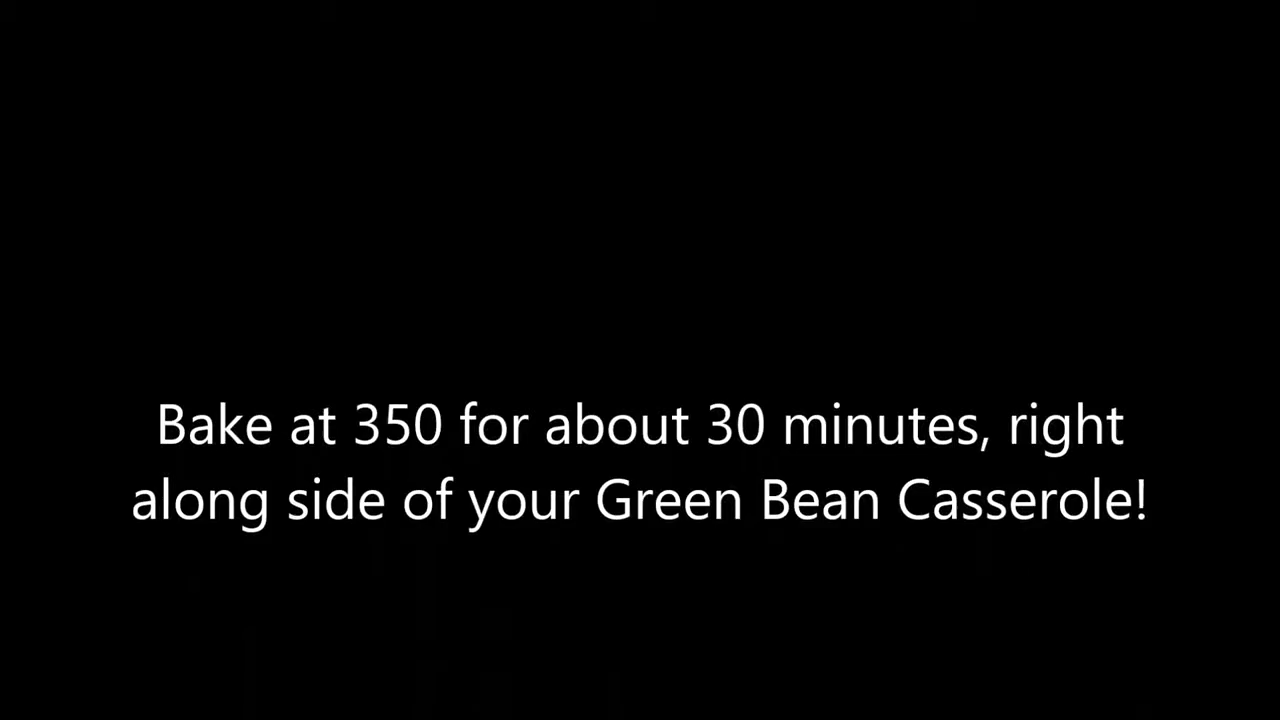 Bake at 350 for about 30 minutes, right
along side of your Green Bean Casserole!